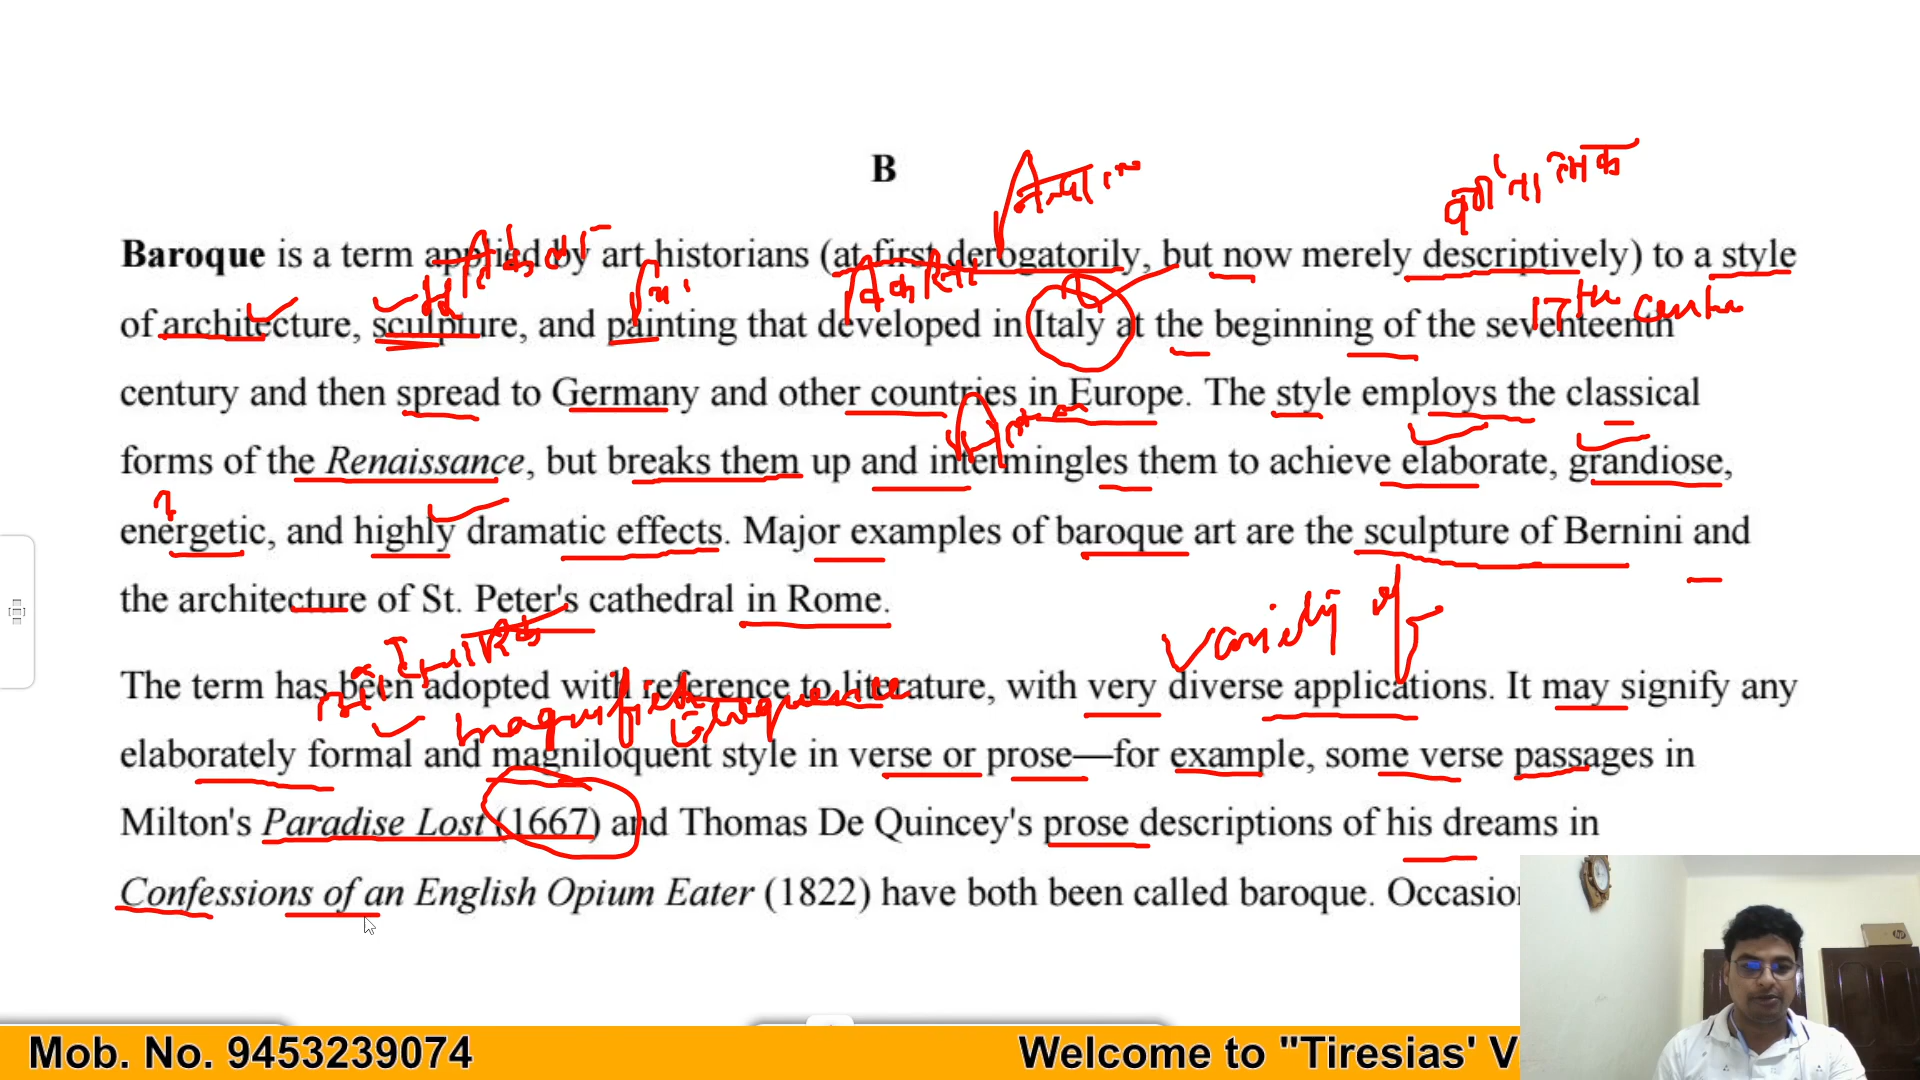 B
वर्णनात्मक
Baroque is a term applied by art historians (at first derogatorily, but now merely descriptively) to a style
17th centu
of architecture, sculpture, and painting that developed in Italy at the beginning of the seventeenth
century and then spread to Germany and other countries in Europe. The style employs the classical
forms of the Renaissance, but breaks them up and intermingles them to achieve elaborate, grandiose,
energetic, and highly dramatic effects. Major examples of baroque art are the sculpture of Bernini and
the architecture of St. Peter's cathedral in Rome.
variety of
The term has been adopted with reference to literature, with very diverse applications. It may signify any
eloquence
elaborately formal and magniloquent style in verse or prose—for example, some verse passages in
Milton's Paradise Lost (1667) and Thomas De Quincey's prose descriptions of his dreams in
Confessions of an English Opium Eater (1822) have both been called baroque. Occasion
Mob. No. 9453239074
Welcome to "Tiresias' V